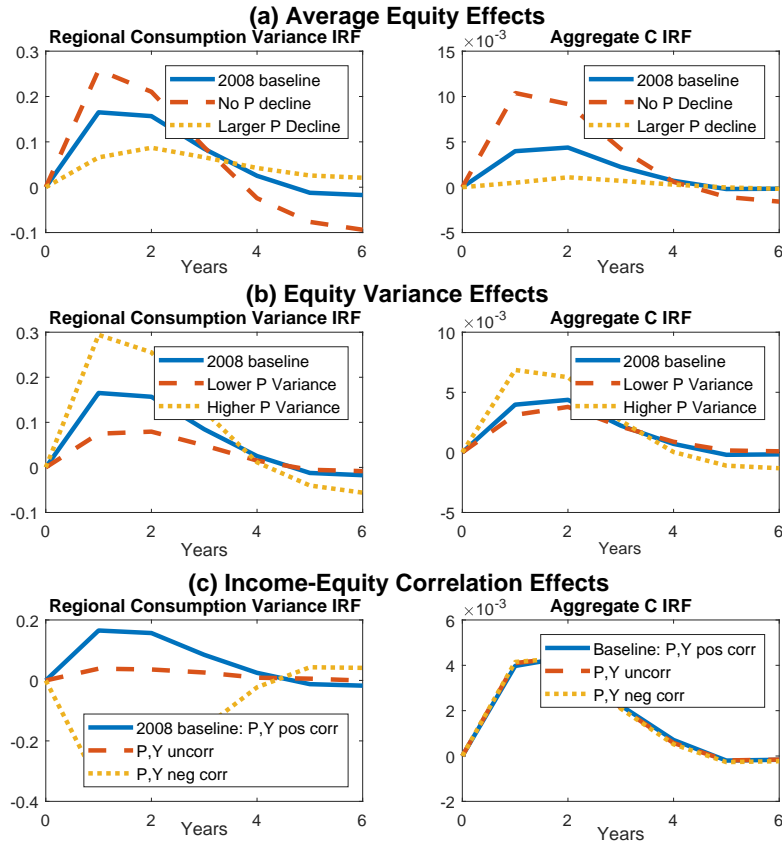 (a) Average Equity Effects
Regional Consumption Variance IRF
0.3
0.2
0.1
0
-0.1
0 2 4 6
Years
2008 baseline
No P Decline
Larger P Decline
Aggregate C IRF
×10⁻³
15
10
5
0
-5
0 2 4 6
Years
2008 baseline
No P Decline
Larger P decline
(b) Equity Variance Effects
Regional Consumption Variance IRF
0.3
0.2
0.1
0
-0.1
0 2 4 6
Years
2008 baseline
Lower P Variance
Higher P Variance
Aggregate C IRF
×10⁻³
10
5
0
-5
0 2 4 6
Years
2008 baseline
Lower P Variance
Higher P Variance
(c) Income-Equity Correlation Effects
Regional Consumption Variance IRF
0.2
0
-0.2
-0.4
0 2 4 6
Years
2008 baseline: P,Y pos corr
P,Y uncorr
P,Y neg corr
Aggregate C IRF
×10⁻³
6
4
2
0
-2
0 2 4 6
Years
Baseline: P,Y pos corr
P,Y uncorr
P,Y neg corr